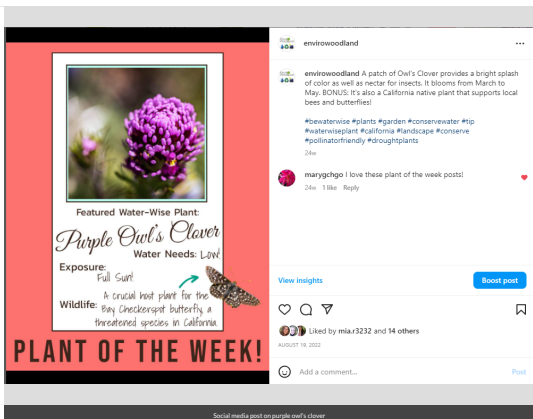 Featured Water-Wise Plant:
Purple Owl's Clover
Water Needs: Low!
Exposure:
Full Sun!
Wildlife:
A crucial host plant for the
Bay Checkerspot butterfly, a
threatened species in California.
PLANT OF THE WEEK!
envirowoodland
envirowoodland A patch of Owl's Clover provides a bright splash
of color as well as nectar for insects. It blooms from March to
May. BONUS: It's also a California native plant that supports local
bees and butterflies!
#bewaterwise #plants #garden #conservewater #tip
#waterwiseplant #california #landscape #conserve
#pollinatorfriendly #droughtplants
24w
marygchgo I love these plant of the week posts!
24w 1 like Reply
View insights
Boost post
Liked by mia.r3232 and 14 others
AUGUST 19, 2022
Add a comment...
Post
Social media post on purple owl's clover